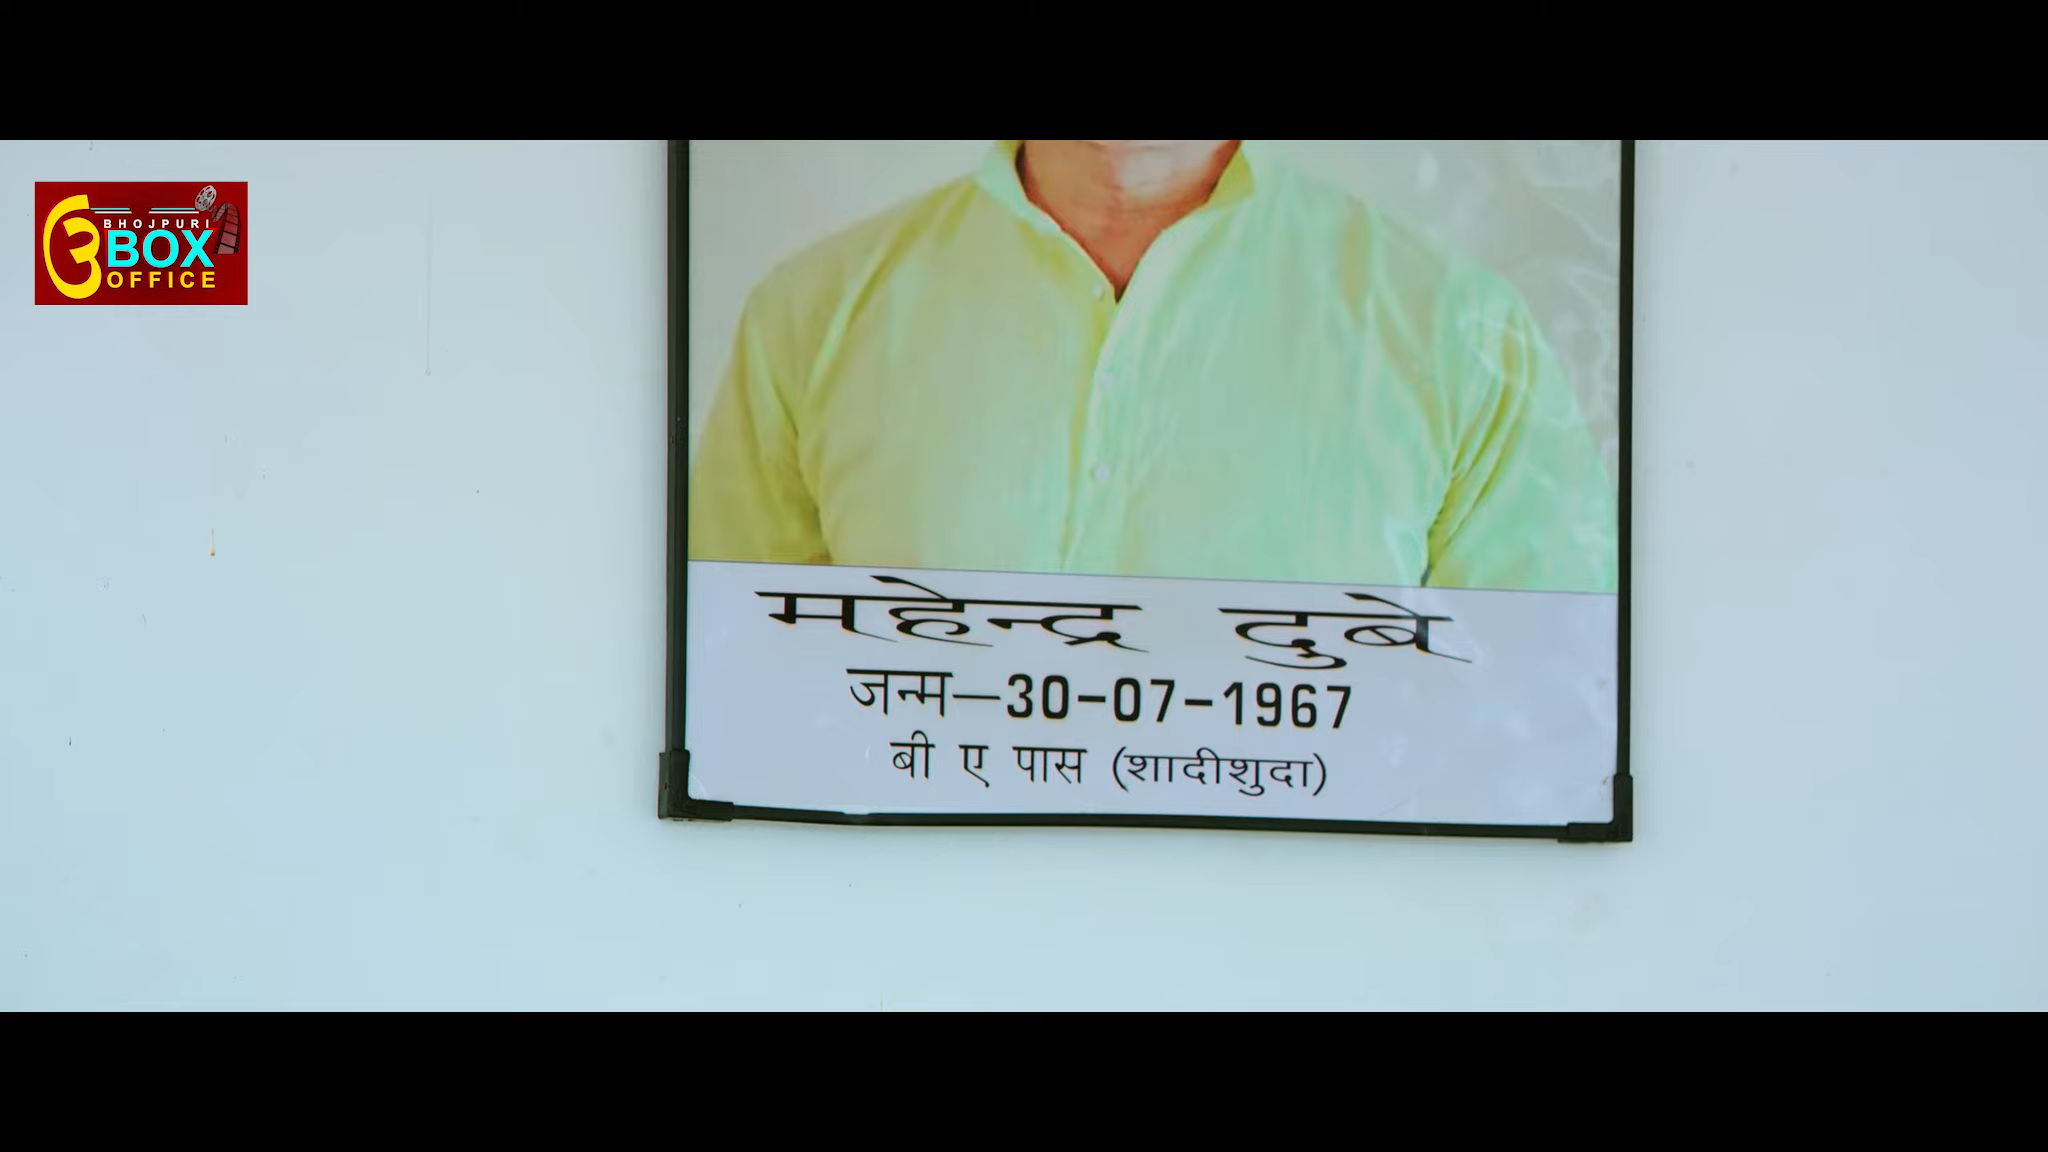 BHOJPURI
BOX
OFFICE
महेन्द्र दुबे
जन्म—30-07-1967
बी ए पास (शादीशुदा)